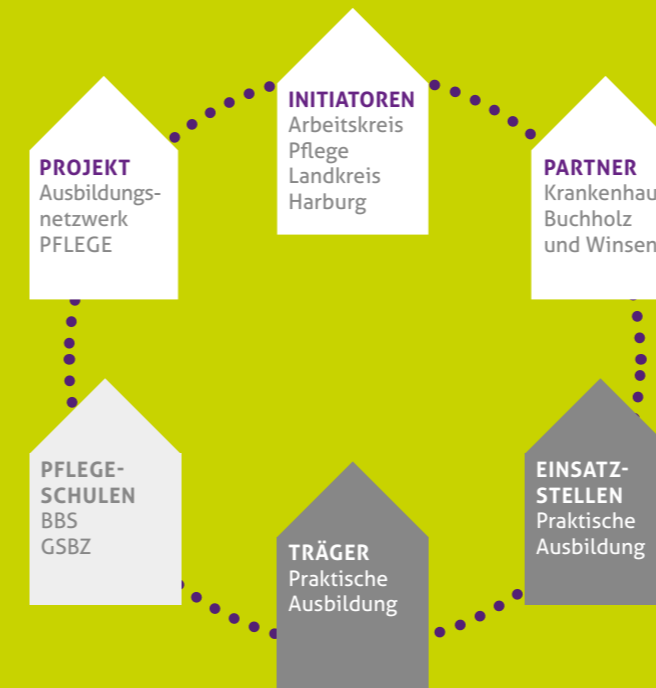 INITIATOREN
Arbeitskreis
Pflege
Landkreis
Harburg
PROJEKT
Ausbildungs-
netzwerk
PFLEGE
PARTNER
Krankenhau
Buchholz
und Winsen
PFLEGE-
SCHULEN
BBS
GSBZ
TRÄGER
Praktische
Ausbildung
EINSATZ-
STELLEN
Praktische
Ausbildung